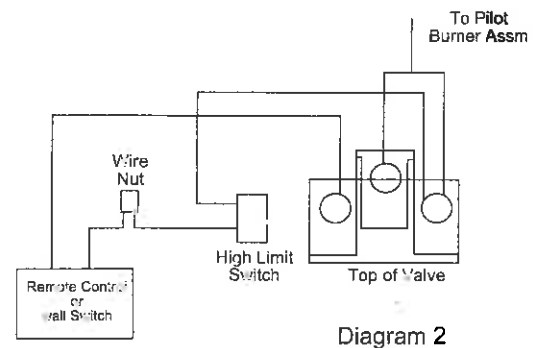 To Pilot
Burner Assm
Wire
Nut
High Limit
Switch
Top of Valve
Remote Control
or
wall Switch
Diagram 2